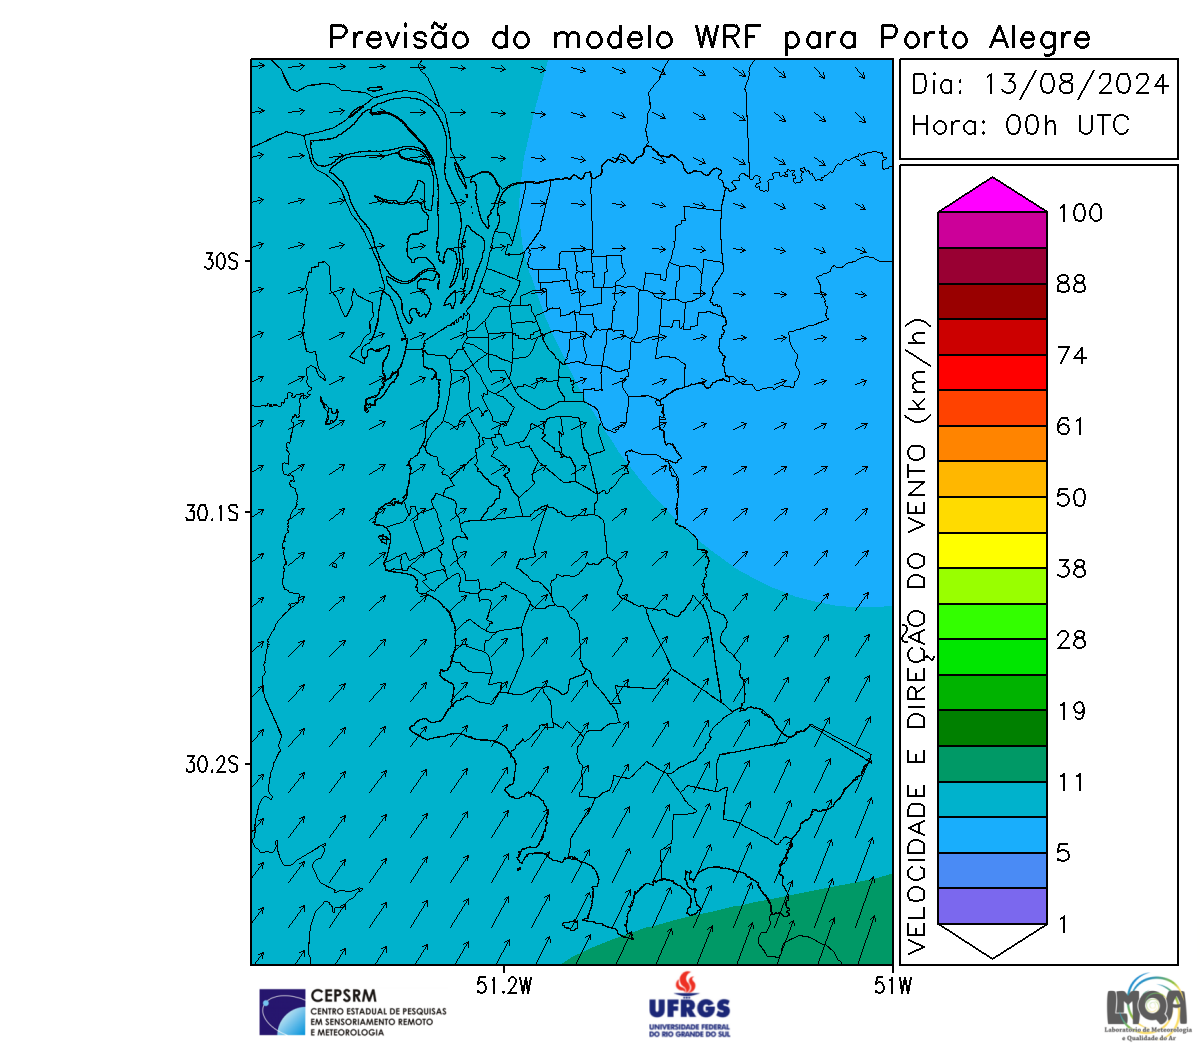 Previsão do modelo WRF para Porto Alegre
Dia: 13/08/2024
Hora: 00h UTC
100
88
74
61
50
38
28
19
11
5
1
VELOCIDADE E DIREÇÃO DO VENTO (km/h)
30S
30.1S
30.2S
51.2W
51W
CEPSRM
CENTRO ESTADUAL DE PESQUISAS
EM SENSORIAMENTO REMOTO
E METEOROLOGIA
UFRGS
UNIVERSIDADE FEDERAL
DO RIO GRANDE DO SUL
LMQA
Laboratório de Meteorologia
e Qualidade do Ar